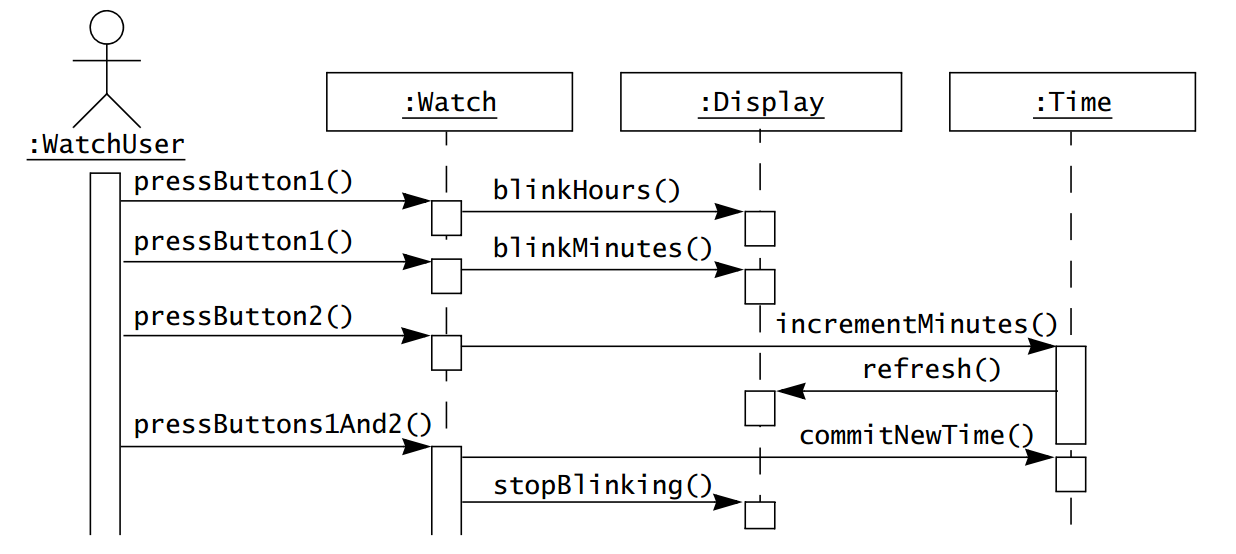 :Watch
:Display
:Time
:WatchUser
pressButton1()
blinkHours()
pressButton1()
blinkMinutes()
pressButton2()
incrementMinutes()
refresh()
pressButtons1And2()
commitNewTime()
stopBlinking()